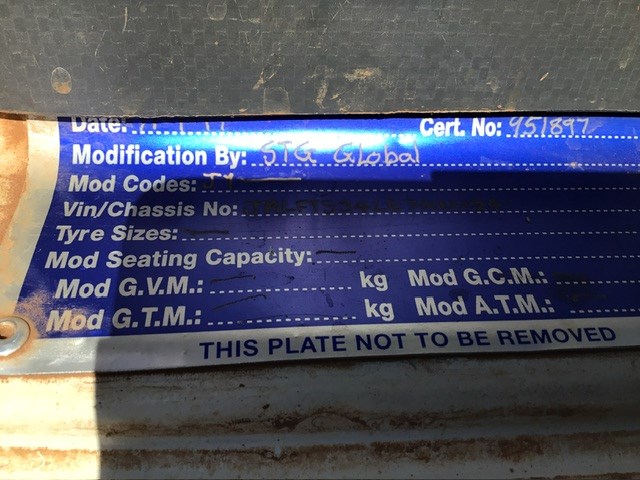 Date:
Cert. No: 951897
Modification By: STG Global
Mod Codes:
Vin/Chassis No:
Tyre Sizes:
Mod Seating Capacity:
Mod G.V.M.: kg Mod G.C.M.:
Mod G.T.M.: kg Mod A.T.M.:
THIS PLATE NOT TO BE REMOVED